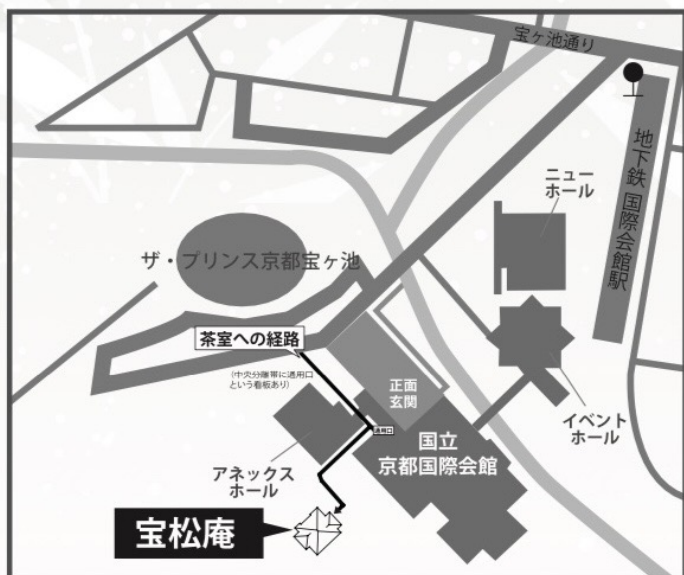 宝ヶ池通り
地下鉄 国際会館駅
ニュー
ホール
ザ・プリンス京都宝ヶ池
茶室への経路
(中央分離帯に通用口
という看板あり)
正面
玄関
通用口
イベント
ホール
国立
京都国際会館
アネックス
ホール
宝松庵